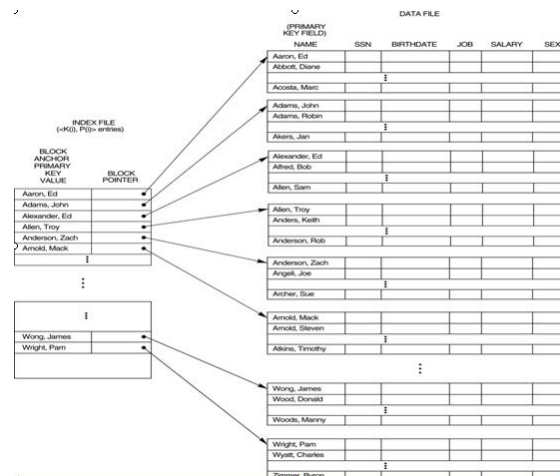 DATA FILE
(PRIMARY
KEY FIELD)
NAME SSN BIRTHDATE JOB SALARY SEX
Aaron, Ed
Abbott, Diane
Acosta, Marc
Adams, John
Adams, Robin
Akers, Jan
Alexander, Ed
Alfred, Bob
Allen, Sam
Allen, Troy
Anders, Keith
Anderson, Rob
Anderson, Zach
Angeli, Joe
Archer, Sue
Arnold, Mack
Arnold, Steven
Atkins, Timothy
Wong, James
Wood, Donald
Woods, Manny
Wright, Pam
Wyatt, Charles
Zimmer, Byron
INDEX FILE
(<K(i), P(i)> entries)
BLOCK
ANCHOR
PRIMARY
KEY
VALUE
BLOCK
POINTER
Aaron, Ed
Adams, John
Alexander, Ed
Allen, Troy
Anderson, Zach
Arnold, Mack
Wong, James
Wright, Pam